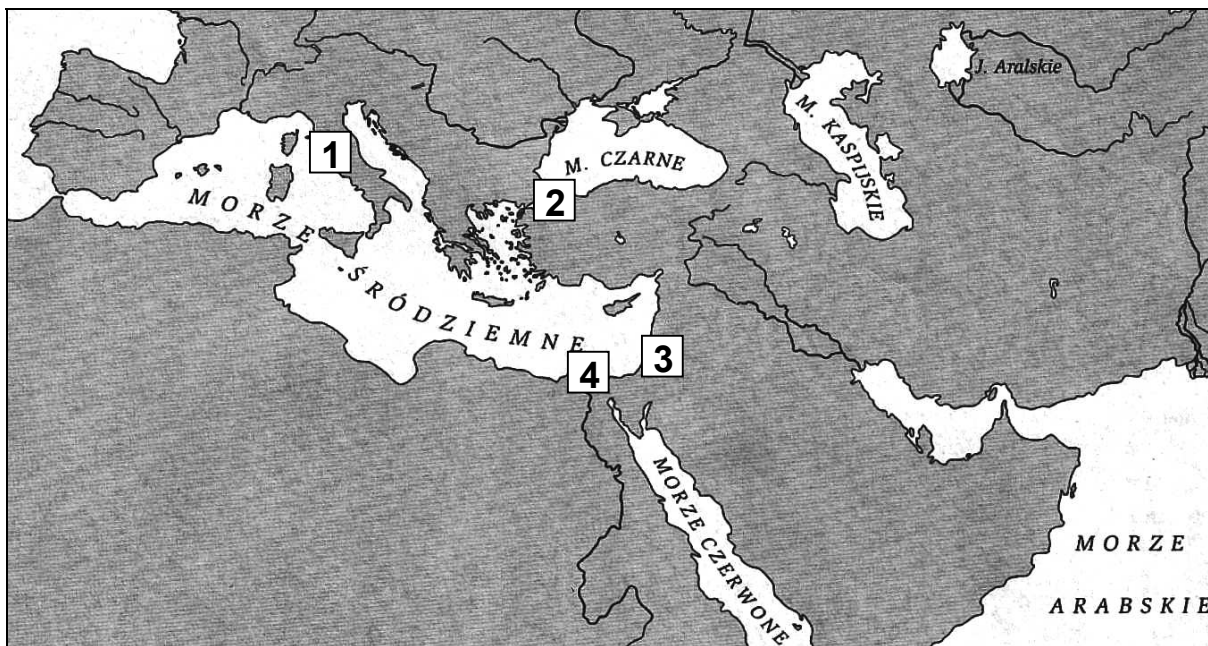 J. Aralskie
M. KASPIJSKIE
M. CZARNE
1
2
MORZE
ŚRÓDZIEMNE
3
4
MORZE CZERWONE
MORZE
ARABSKIE